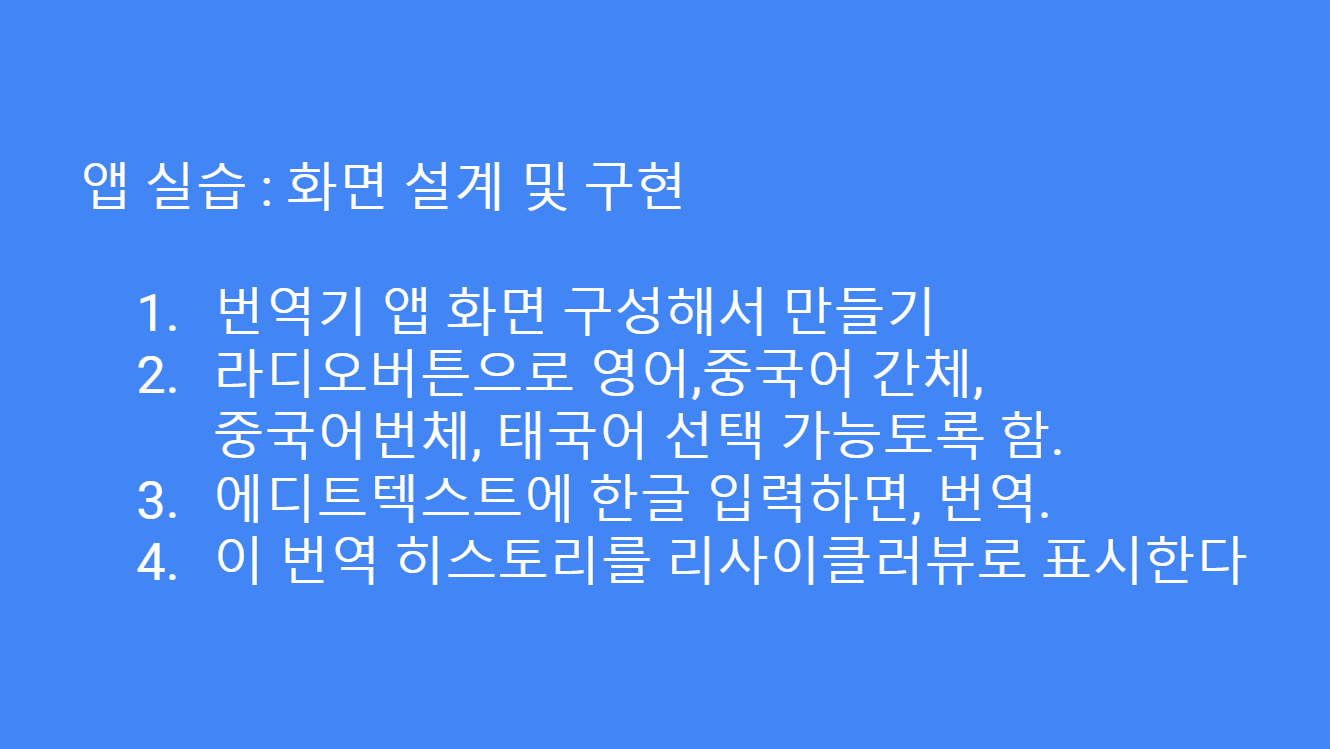 앱 실습 : 화면 설계 및 구현
1. 번역기 앱 화면 구성해서 만들기
2. 라디오버튼으로 영어,중국어 간체,
중국어번체, 태국어 선택 가능토록 함.
3. 에디트텍스트에 한글 입력하면, 번역.
4. 이 번역 히스토리를 리사이클러뷰로 표시한다